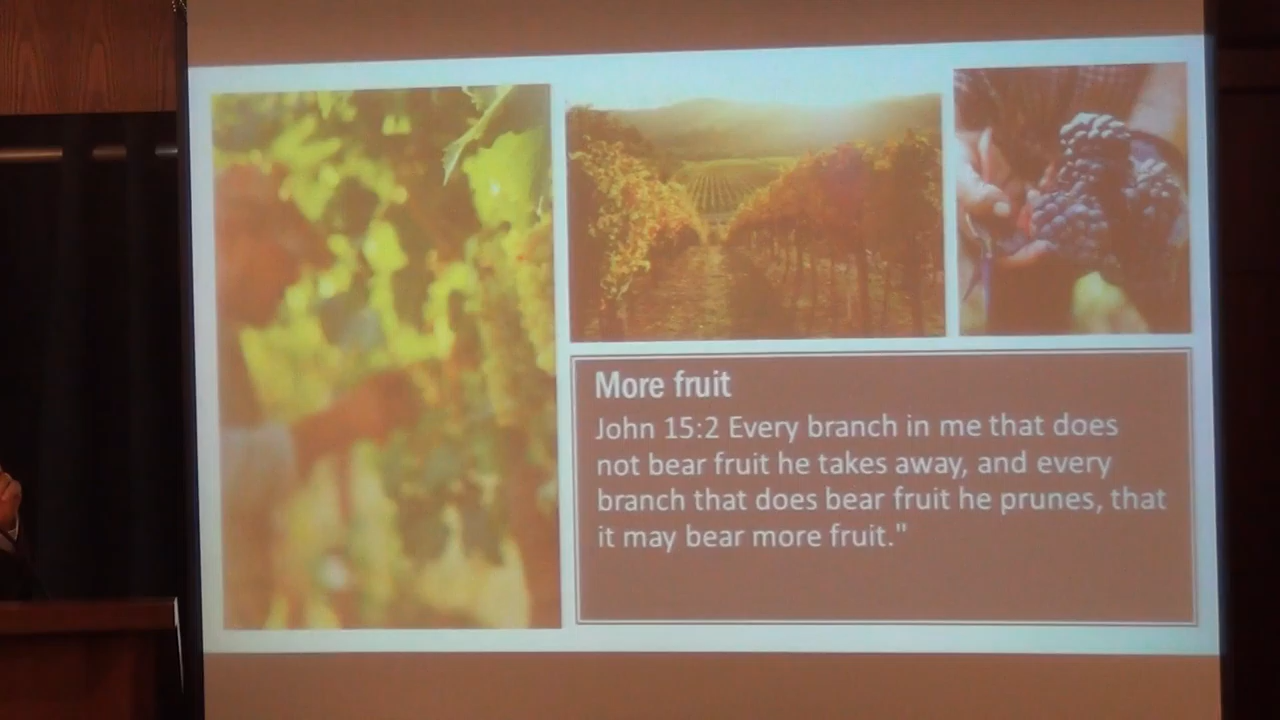 More fruit
John 15:2 Every branch in me that does
not bear fruit he takes away, and every
branch that does bear fruit he prunes, that
it may bear more fruit."